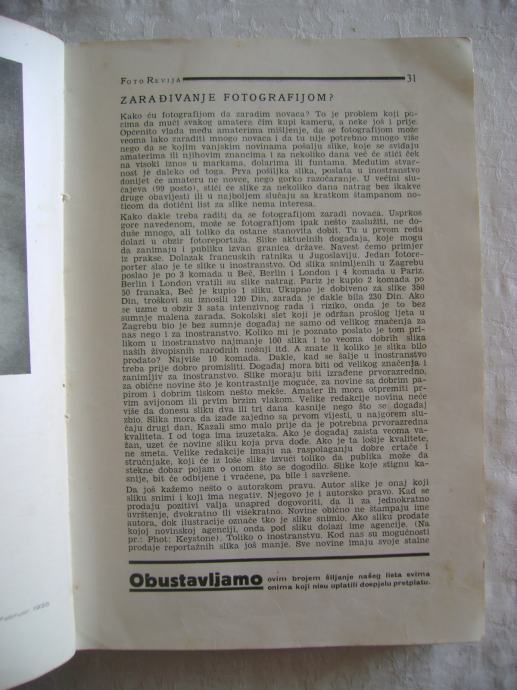 FOTO REVIJA 31
ZARAĐIVANJE FOTOGRAFIJOM?
Kako ću fotografijom da zaradim novaca? To je problem koji po-
čima da muči svakog amatera čim kupi kameru, a neke još i prije.
Općenito vlada među amaterima mišljenje, da se fotografijom može
veoma lako zaraditi mnogo novaca i da tu nije potrebno mnogo više
nego da se kojim vanjskim novinama pošalju slike, koje se sviđaju
amaterima ili njihovim znancima i za nekoliko dana već će stići ček
na visoki iznos u markama, dolarima ili funtama. Međutim stvar-
nost je daleko od toga. Prva pošiljka slika, poslata u inostranstvo
donijet će amateru ne novce, nego gorko razočaranje. U većini slu-
čajeva (99 posto), stići će slike za nekoliko dana natrag bez ikakve
druge obavijesti ili u najboljem slučaju sa kratkom štampanom no-
ticom da dotični list za slike nema interesa.
Kako dakle treba raditi da se fotografijom zaradi novaca. Usprkos
gore navedenom, može se fotografijom ipak nešto zaslužiti, ne do-
duše mnogo, ali toliko da ostane stanovita dobit. Tu u prvom redu
dolazi u obzir fotoreportaža. Slike aktuelnih događaja, koje mogu
da zanimaju i publiku izvan granica države. Navest ćemo primjer
iz prakse. Dolazak francuskih ratnika u Jugoslaviju. Jedan fotore-
porter slao je te slike u inostranstvo. Od slika snimljenih u Zagrebu
poslao je po 3 komada u Beč, Berlin i London i 4 komada u Pariz.
Berlin i London vratili su slike natrag. Pariz je kupio 2 komada po
50 franaka, Beč je kupio 1 sliku. Ukupno je dobiveno za slike 350
Din, troškovi su iznosili 120 Din, zarada je dakle bila 230 Din. Ako
se uzme u obzir 3 sata intenzivnog rada i riziko, onda je to bez
sumnje malena zarada. Sokolski slet koji je održan prošlog ljeta u
Zagrebu bio je bez sumnje događaj ne samo od velikog značenja za
nas nego i za inostranstvo. Koliko mi je poznato poslato je tom pri-
likom u inostranstvo najmanje 100 slika i to veoma dobrih slika
naših živopisnih narodnih nošnji itd. A znate li koliko je slika bilo
prodato? Najviše 10 komada. Dakle, kad se šalje u inostranstvo
treba prije dobro promisliti. Događaj mora biti od velikog značenja i
zanimljiv za inostranstvo. Slike moraju biti izrađene prvorazredno,
za obične novine što je kontrastnije moguće, za novine sa dobrim pa-
pirom i dobrim tiskom nešto mekše. Amater ih mora otpremiti pr-
vim avijonom ili prvim brzim vlakom. Velike redakcije novina neće
više da donesu sliku dva ili tri dana kasnije nego što se događaj
zbio. Slika mora da izađe zajedno sa prvom vijesti, u najgorem slu-
čaju drugi dan. Kazali smo malo prije da je potrebna prvorazredna
kvaliteta. I od toga ima izuzetaka. Ako je događaj zaista veoma va-
žan, uzet će novine sliku koja prva dođe. Ako je ta lošije kvalitete,
ne smeta. Velike redakcije imaju na raspolaganju dobre crtače i
stručnjake, koji će iz loše slike izvući toliko da publika može da
stekne dobar pojam o onom što se dogodilo. Slike koje stignu ka-
snije, bit će odbijene i vraćene, pa bile i savršene.
Da još kažemo nešto o autorskom pravu. Autor slike je onaj koji
sliku snimi i koji ima negativ. Njegovo je i autorsko pravo. Kad se
prodaju pozitivi valja unapred dogovoriti, da li za jednokratno
uvrštenje, dvokratno ili višekratno. Novine obično ne štampaju ime
autora, dok ilustracije označe tko je slike snimio. Ako sliku prodate
kojoj novinskoj agenciji, onda pod sliku dolazi ime agencije, (Na
pr.: Phot: Keystone). Toliko o inostranstvu. Kod nas su mogućnosti
prodaje reportažnih slika još manje. Sve novine imaju svoje stalne
Obustavljamo ovim brojem šiljanje našeg lista svima
onima koji nisu uplatili dospjelu pretplatu.